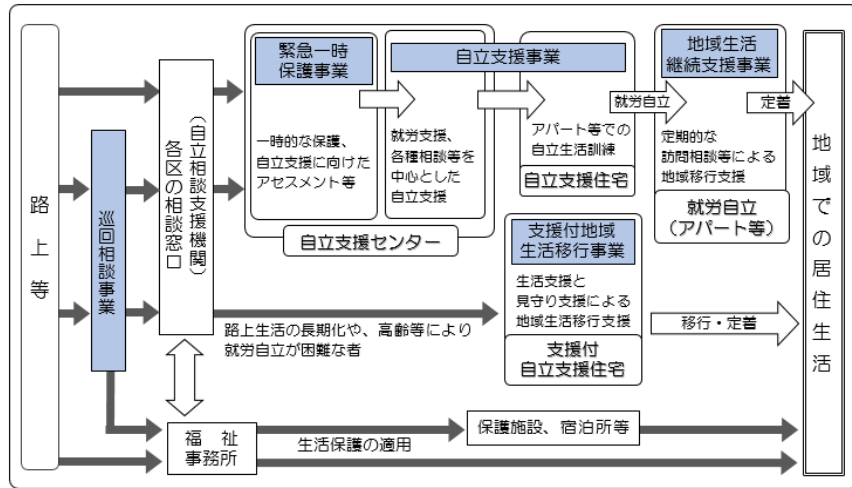 路上等
巡回相談事業
各区の相談窓口
（自立相談支援機関）
緊急一時
保護事業
一時的な保護、
自立支援に向けた
アセスメント等
自立支援事業
就労支援、
各種相談等を
中心とした
自立支援
自立支援センター
アパート等での
自立生活訓練
自立支援住宅
就労自立
地域生活
継続支援事業
定期的な
訪問相談等による
地域移行支援
就労自立
（アパート等）
定着
支援付地域
生活移行事業
生活支援と
見守り支援による
地域生活移行支援
支援付
自立支援住宅
路上生活の長期化や、高齢等により
就労自立が困難な者
移行・定着
福　祉
事務所
生活保護の適用
保護施設、宿泊所等
地域での居住生活